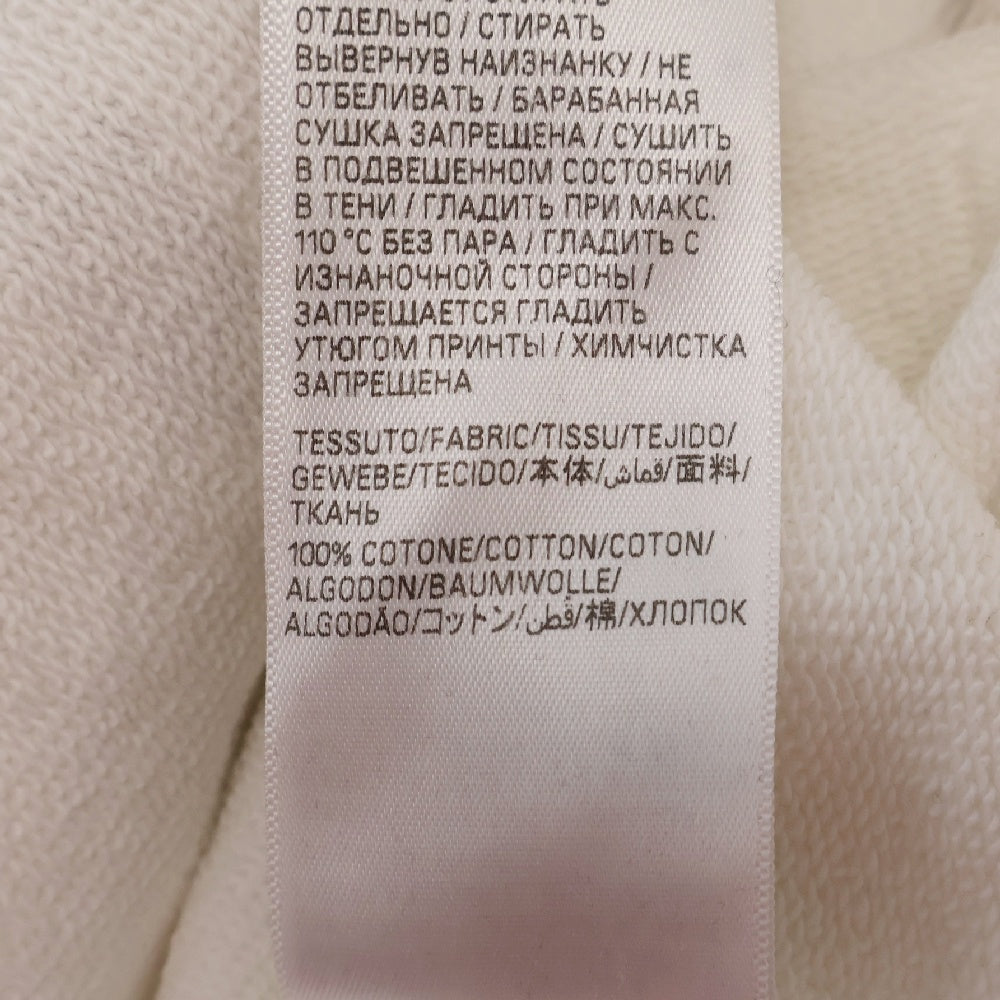 ОТДЕЛЬНО / СТИРАТЬ
ВЫВЕРНУВ НАИЗНАНКУ / НЕ
ОТБЕЛИВАТЬ / БАРАБАННАЯ
СУШКА ЗАПРЕЩЕНА / СУШИТЬ
В ПОДВЕШЕННОМ СОСТОЯНИИ
В ТЕНИ / ГЛАДИТЬ ПРИ МАКС.
110 °C БЕЗ ПАРА / ГЛАДИТЬ С
ИЗНАНОЧНОЙ СТОРОНЫ /
ЗАПРЕЩАЕТСЯ ГЛАДИТЬ
УТЮГОМ ПРИНТЫ / ХИМЧИСТКА
ЗАПРЕЩЕНА
TESSUTO/FABRIC/TISSU/TEJIDO/
GEWEBE/TECIDO/本体/قماش/面料/
ТКАНЬ
100% COTONE/COTTON/COTON/
ALGODON/BAUMWOLLE/
ALGODÃO/コットン/قطن/棉/ХЛОПОК